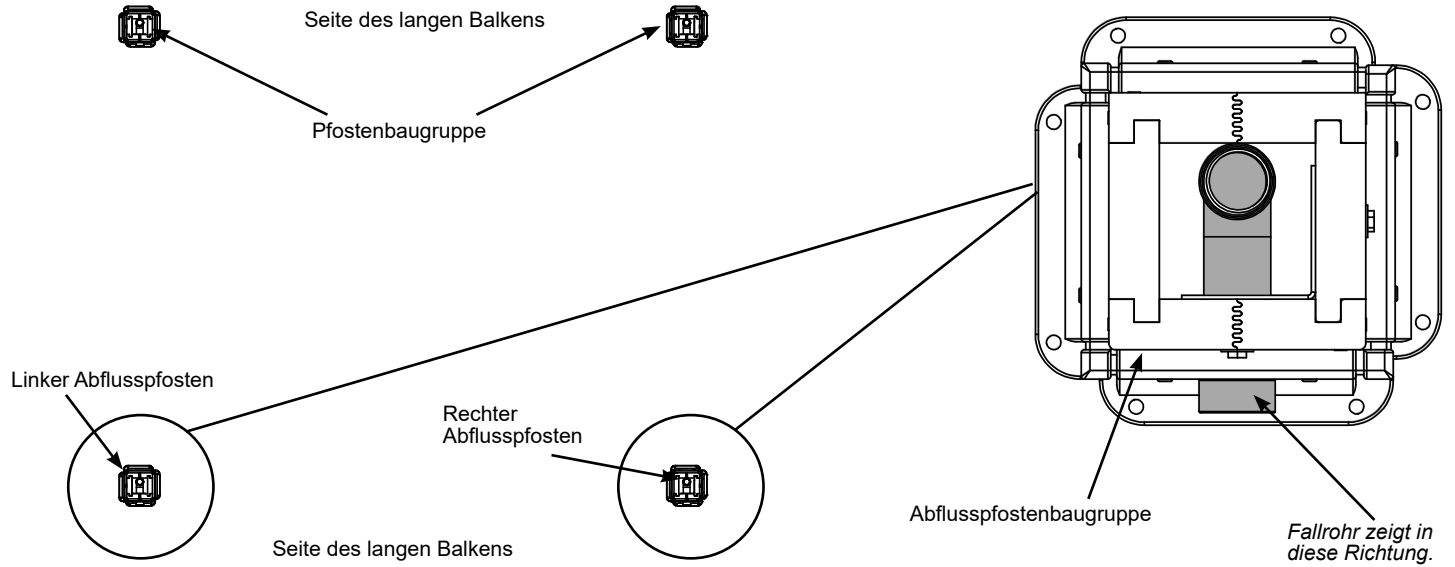 Seite des langen Balkens
Pfostenbaugruppe
Linker Abflusspfosten
Rechter
Abflusspfosten
Seite des langen Balkens
Abflusspfostenbaugruppe
Fallrohr zeigt in
diese Richtung.